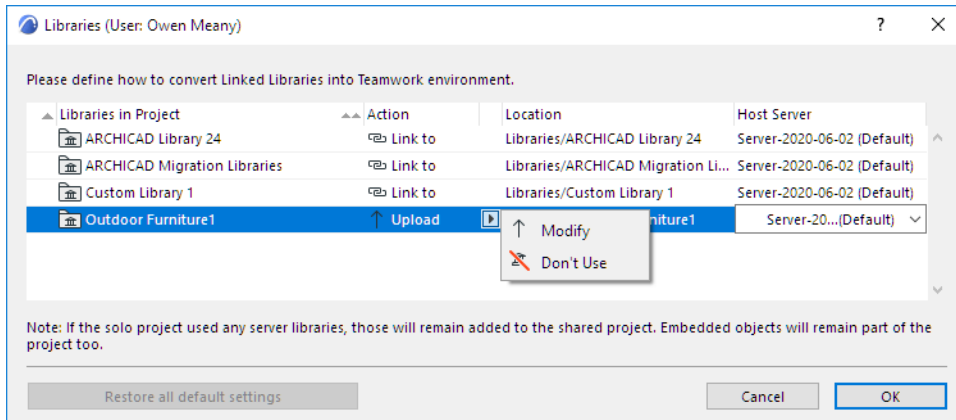 Libraries (User: Owen Meany)
Please define how to convert Linked Libraries into Teamwork environment.
Libraries in Project Action Location Host Server
ARCHICAD Library 24 Link to Libraries/ARCHICAD Library 24 Server-2020-06-02 (Default)
ARCHICAD Migration Libraries Link to Libraries/ARCHICAD Migration Li... Server-2020-06-02 (Default)
Custom Library 1 Link to Libraries/Custom Library 1 Server-2020-06-02 (Default)
Outdoor Furniture1 Upload niture1 Server-20...(Default)
Modify
Don't Use
Note: If the solo project used any server libraries, those will remain added to the shared project. Embedded objects will remain part of the
project too.
Restore all default settings Cancel OK